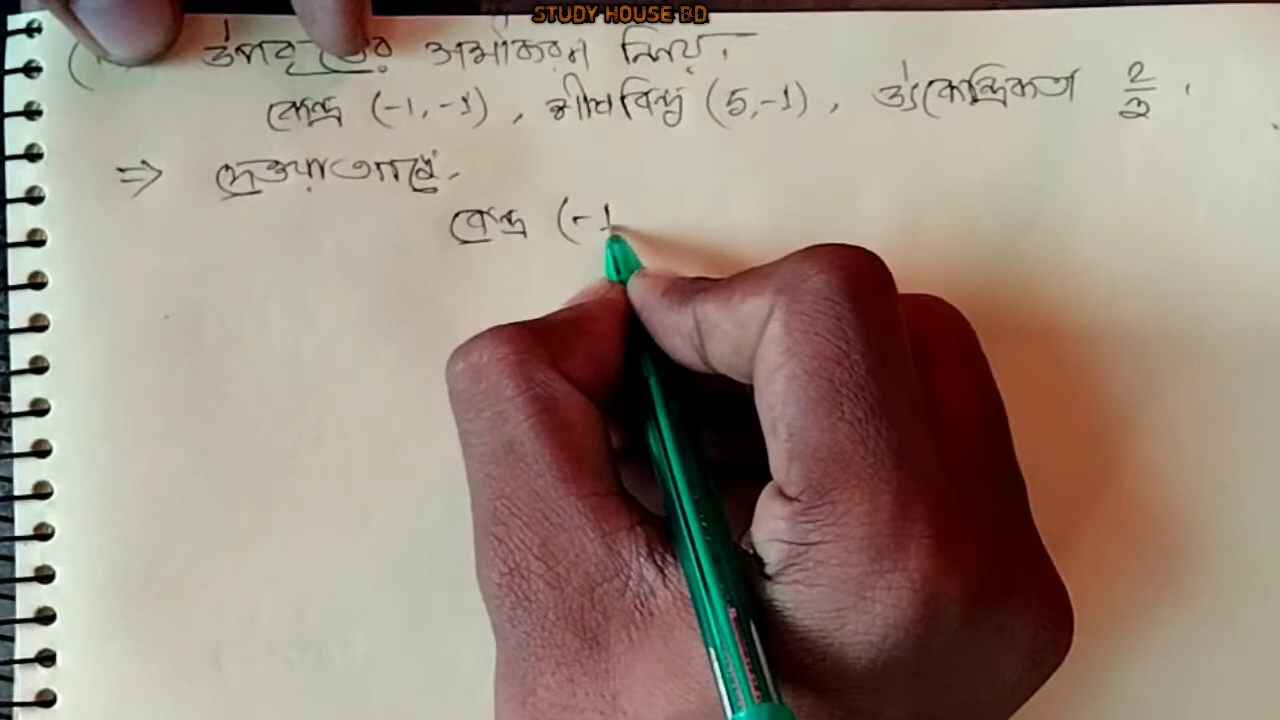 STUDY HOUSE BD
উপবৃত্তের সমীকরণ নির্ণয়।
কেন্দ্র (-1, -1), শীর্ষবিন্দু (5, -1), উৎকেন্দ্রিকতা 2/3 .
⇒ দেওয়া আছে,
কেন্দ্র (-1